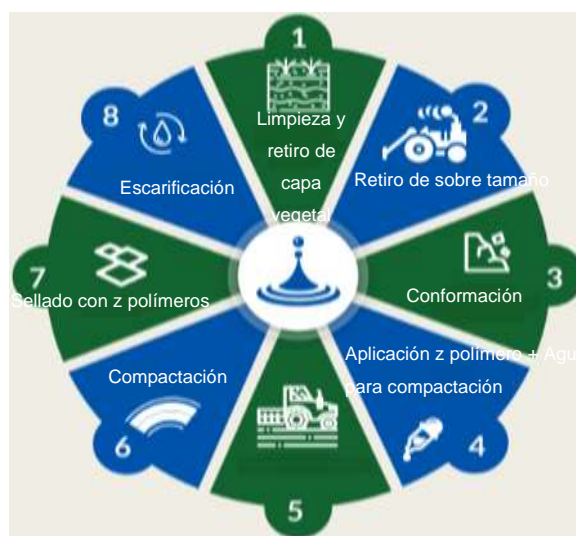 1
Limpieza y
retiro de
capa
vegetal
2
Retiro de sobre tamaño
3
Conformación
Aplicación z polímero + Agu
para compactación
4
5
6
Compactación
7
Sellado con z polímeros
8
Escarificación